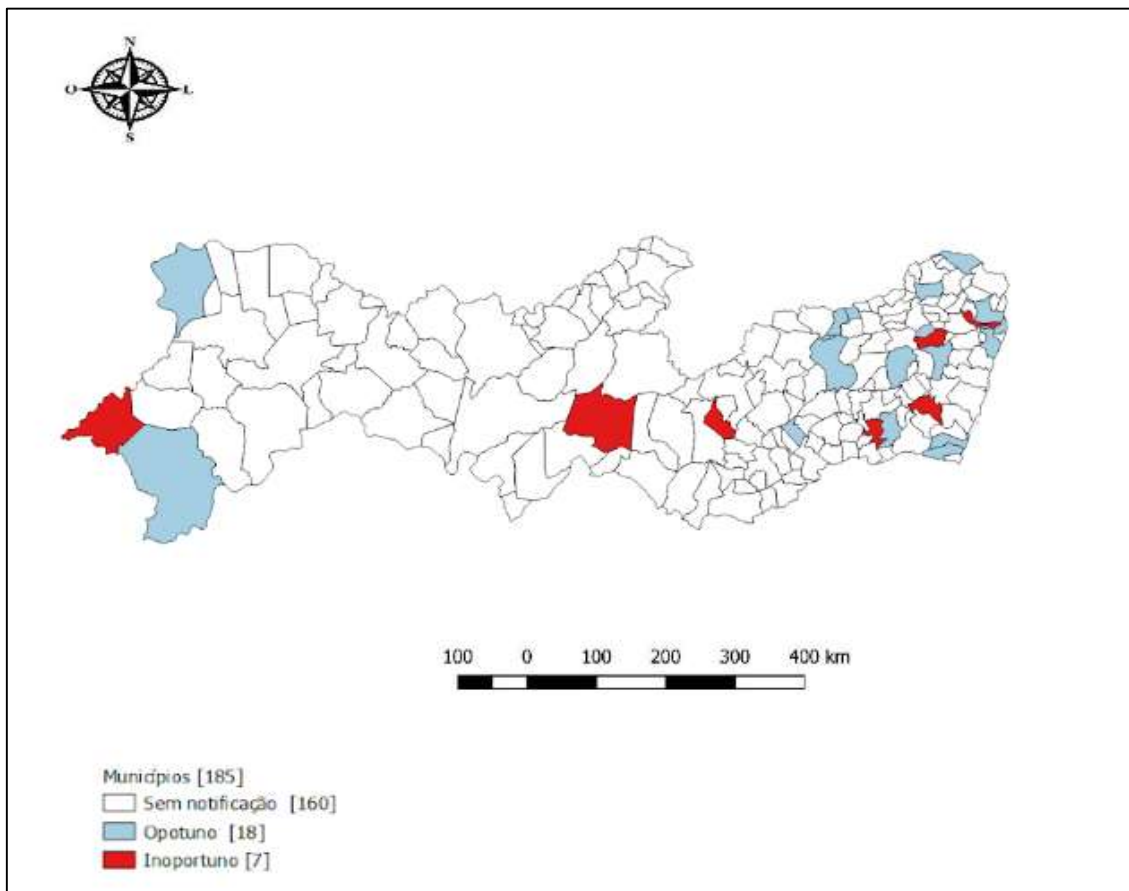 N
O L
S
100 0 100 200 300 400 km
Municípios [185]
Sem notificação [160]
Opotuno [18]
Inoportuno [7]